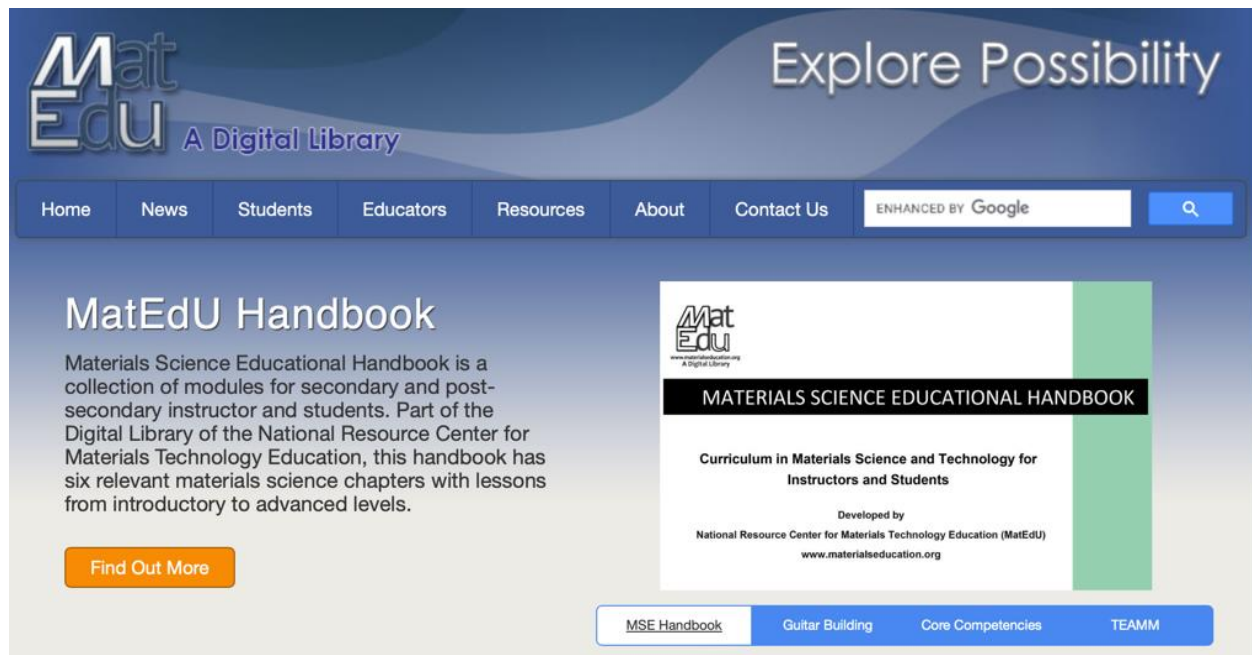 Mat
EdU A Digital Library
Explore Possibility
Home News Students Educators Resources About Contact Us ENHANCED BY Google
MatEdU Handbook
Materials Science Educational Handbook is a
collection of modules for secondary and post-
secondary instructor and students. Part of the
Digital Library of the National Resource Center for
Materials Technology Education, this handbook has
six relevant materials science chapters with lessons
from introductory to advanced levels.
Find Out More
Mat
EdU
www.materialseducation.org
A Digital Library
MATERIALS SCIENCE EDUCATIONAL HANDBOOK
Curriculum in Materials Science and Technology for
Instructors and Students
Developed by
National Resource Center for Materials Technology Education (MatEdU)
www.materialseducation.org
MSE Handbook Guitar Building Core Competencies TEAMM